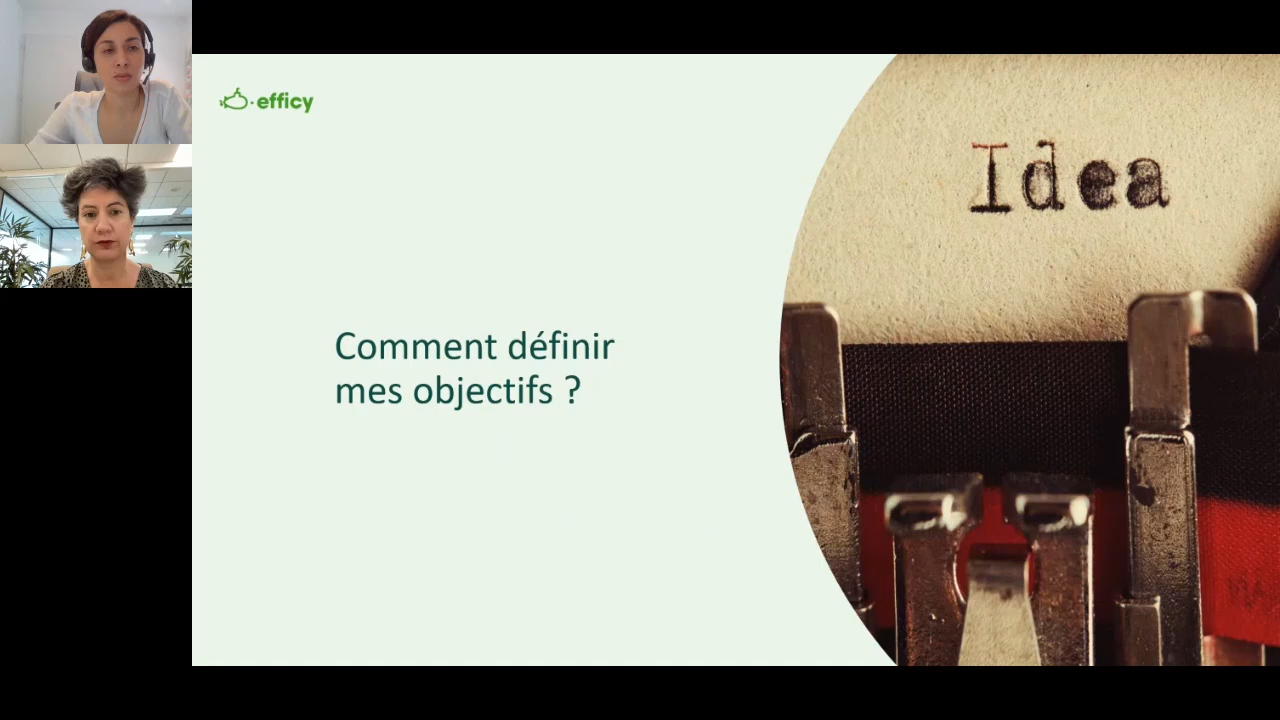 efficy
Idea
Comment définir
mes objectifs ?